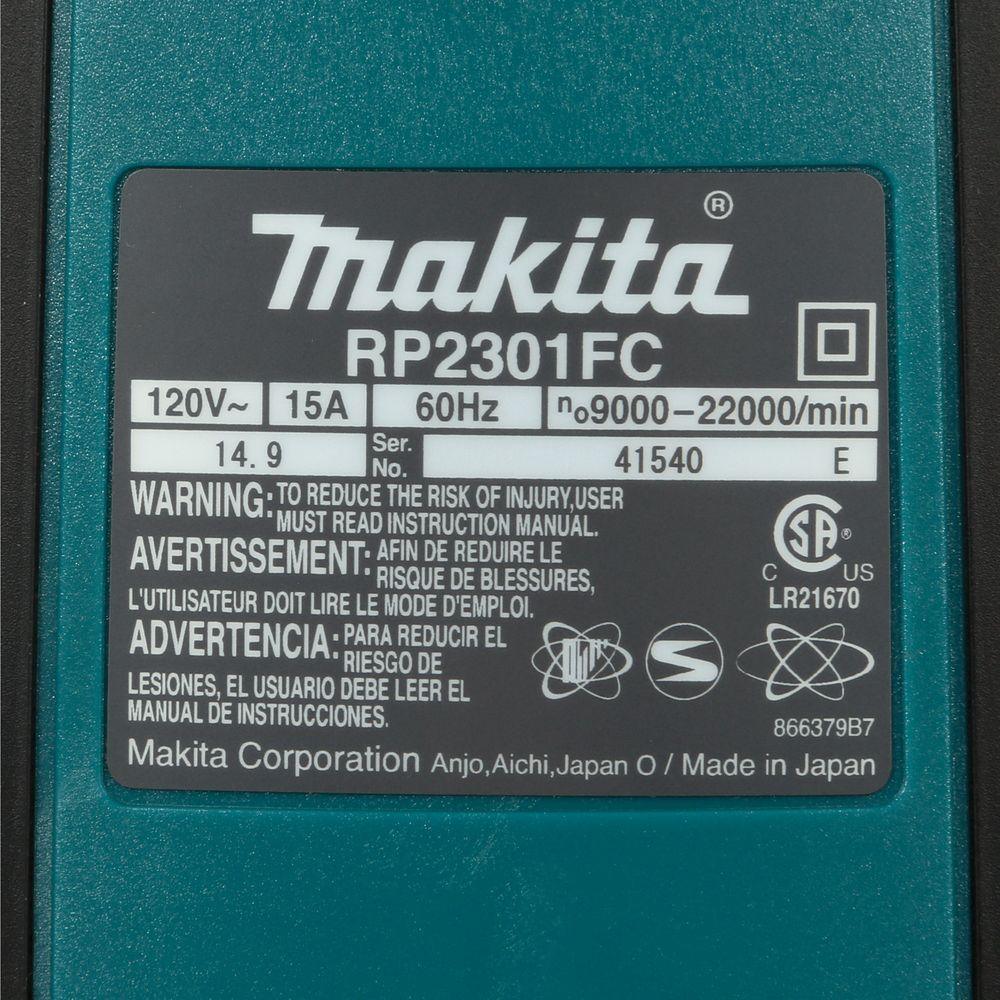 makita ®
RP2301FC
120V~ 15A 60Hz n₀9000-22000/min
14. 9 Ser. No. 41540 E
WARNING: TO REDUCE THE RISK OF INJURY,USER
MUST READ INSTRUCTION MANUAL.
AVERTISSEMENT: AFIN DE REDUIRE LE
RISQUE DE BLESSURES,
L'UTILISATEUR DOIT LIRE LE MODE D'EMPLOI.
ADVERTENCIA: PARA REDUCIR EL
RIESGO DE
LESIONES, EL USUARIO DEBE LEER EL
MANUAL DE INSTRUCCIONES.
SA ®
C US
LR21670
866379B7
Makita Corporation Anjo,Aichi,Japan O / Made in Japan